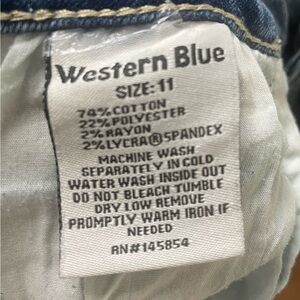 Western Blue
SIZE: 11
74% COTTON
22% POLYESTER
2% RAYON
2% LYCRA®SPANDEX
MACHINE WASH
SEPARATELY IN COLD
WATER WASH INSIDE OUT
DO NOT BLEACH TUMBLE
DRY LOW REMOVE
PROMPTLY WARM IRON IF
NEEDED
RN#145854